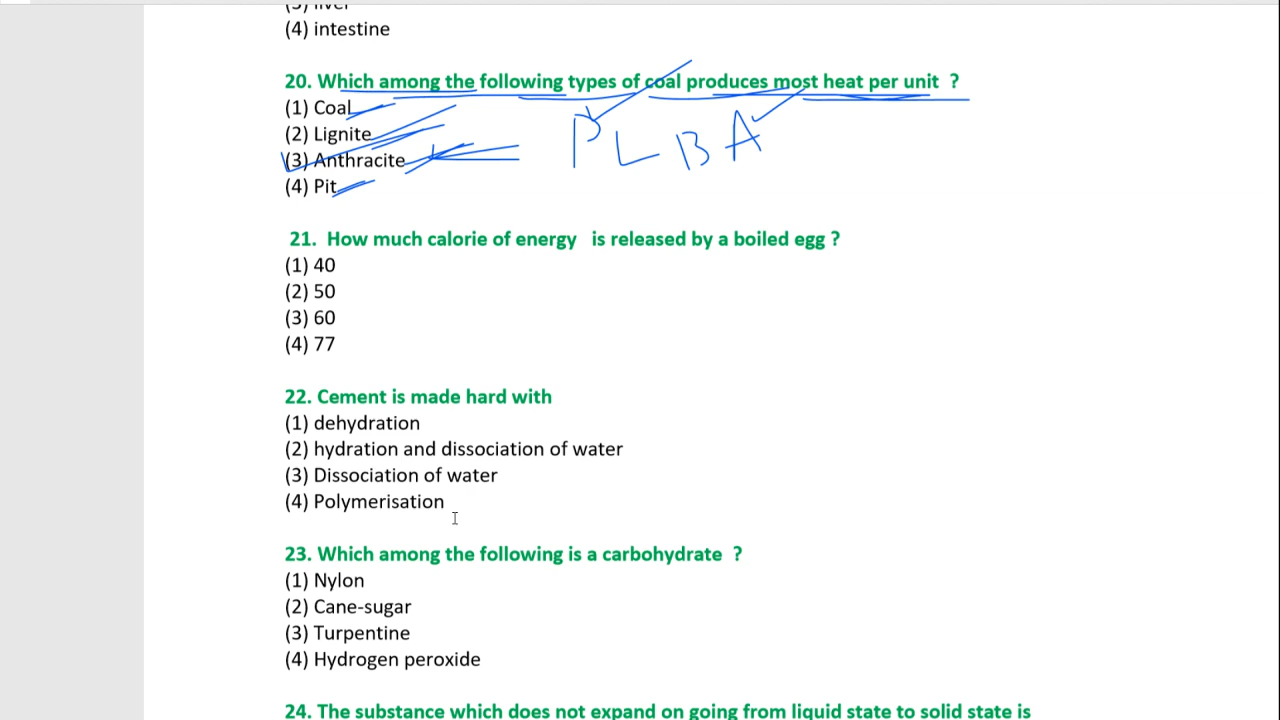 (4) intestine
20. Which among the following types of coal produces most heat per unit ?
(1) Coal
(2) Lignite
(3) Anthracite
(4) Pit
P L B A
21. How much calorie of energy is released by a boiled egg ?
(1) 40
(2) 50
(3) 60
(4) 77
22. Cement is made hard with
(1) dehydration
(2) hydration and dissociation of water
(3) Dissociation of water
(4) Polymerisation
23. Which among the following is a carbohydrate ?
(1) Nylon
(2) Cane-sugar
(3) Turpentine
(4) Hydrogen peroxide
24. The substance which does not expand on going from liquid state to solid state is